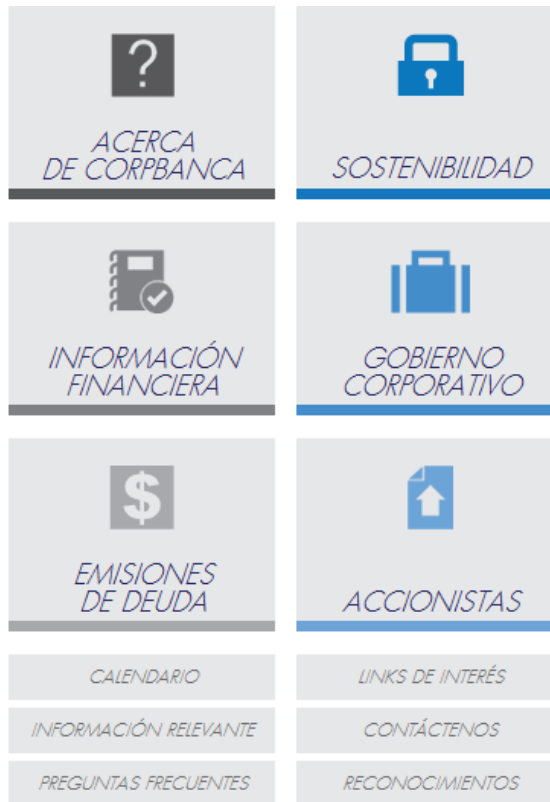 ?
ACERCA
DE CORPBANCA
SOSTENIBILIDAD
INFORMACIÓN
FINANCIERA
GOBIERNO
CORPORATIVO
$
EMISIONES
DE DEUDA
ACCIONISTAS
CALENDARIO
LINKS DE INTERÉS
INFORMACIÓN RELEVANTE
CONTÁCTENOS
PREGUNTAS FRECUENTES
RECONOCIMIENTOS